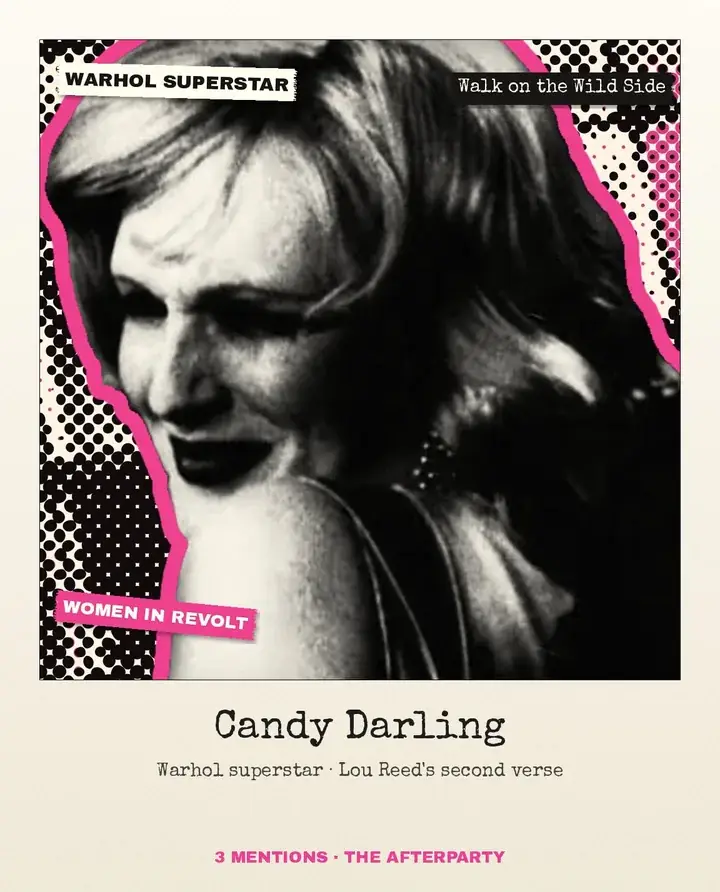 WARHOL SUPERSTAR
Walk on the Wild Side
WOMEN IN REVOLT
Candy Darling
Warhol superstar · Lou Reed's second verse
3 MENTIONS · THE AFTERPARTY